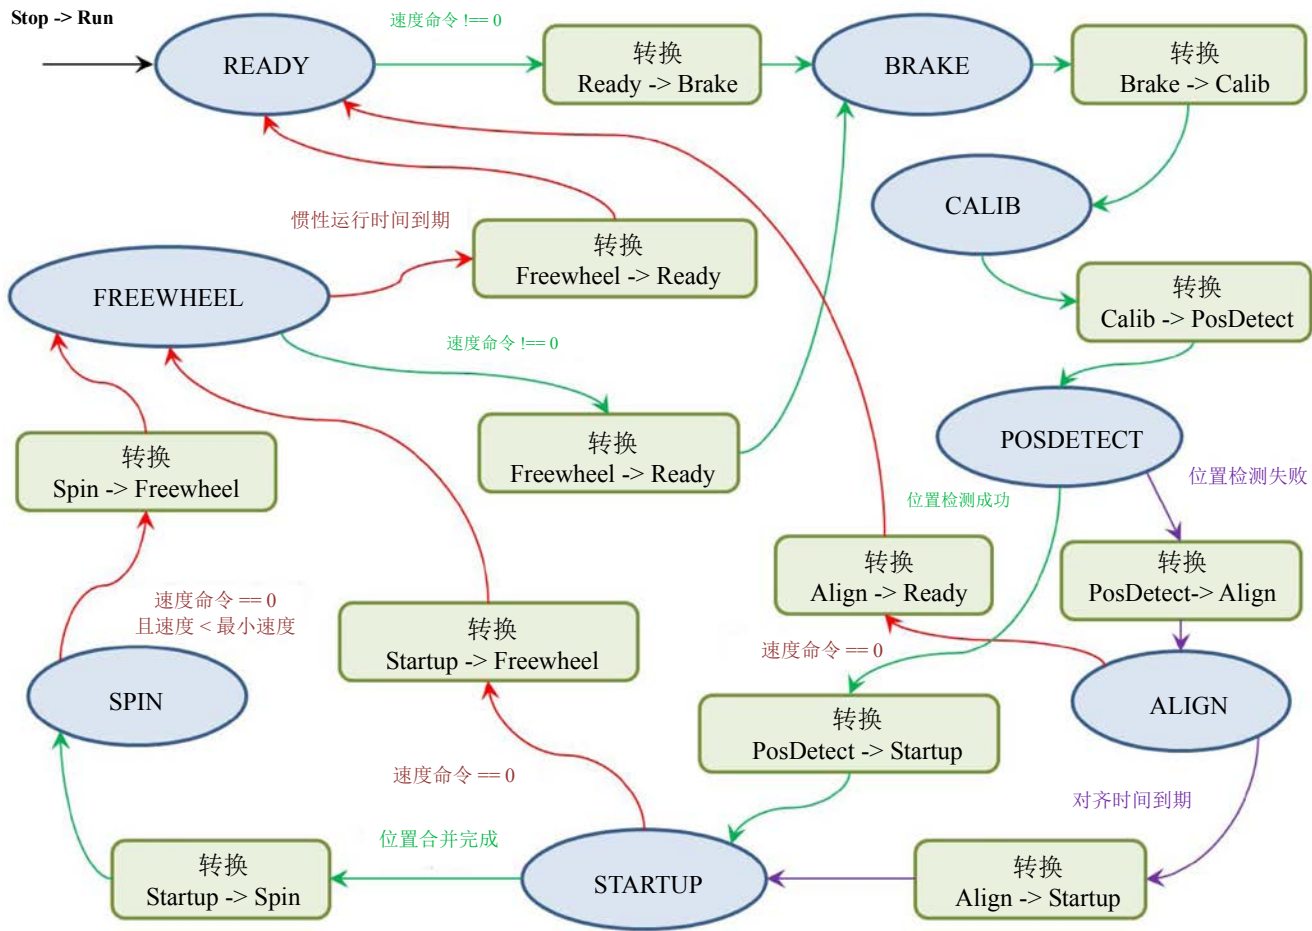 Stop -> Run
速度命令 !== 0
READY
转换
Ready -> Brake
BRAKE
转换
Brake -> Calib
CALIB
惯性运行时间到期
转换
Freewheel -> Ready
FREEWHEEL
转换
Calib -> PosDetect
速度命令 !== 0
转换
Freewheel -> Ready
POSDETECT
转换
Spin -> Freewheel
位置检测成功
位置检测失败
转换
Align -> Ready
转换
PosDetect-> Align
速度命令 == 0
且速度 < 最小速度
转换
Startup -> Freewheel
速度命令 == 0
SPIN
ALIGN
转换
PosDetect -> Startup
速度命令 == 0
对齐时间到期
位置合并完成
转换
Startup -> Spin
STARTUP
转换
Align -> Startup